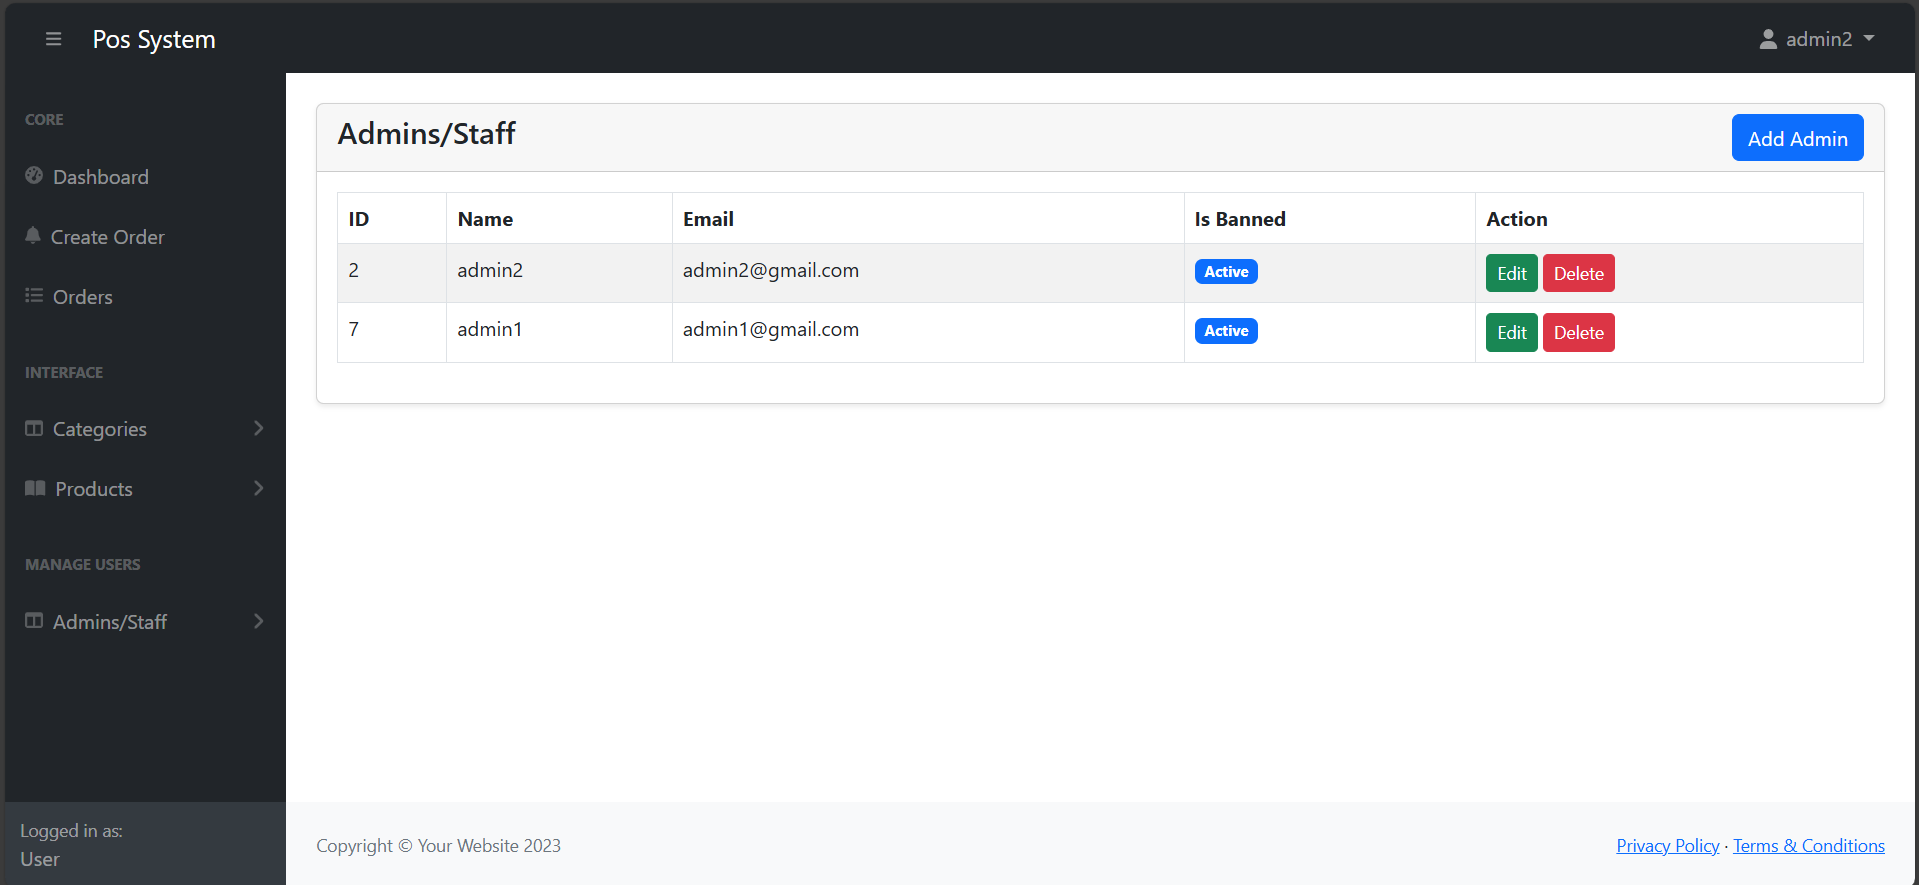 Pos System
admin2
CORE
Dashboard
Create Order
Orders
INTERFACE
Categories
Products
MANAGE USERS
Admins/Staff
Logged in as:
User
Admins/Staff
Add Admin
ID Name Email Is Banned Action
2 admin2 admin2@gmail.com Active Edit Delete
7 admin1 admin1@gmail.com Active Edit Delete
Copyright © Your Website 2023
Privacy Policy · Terms & Conditions